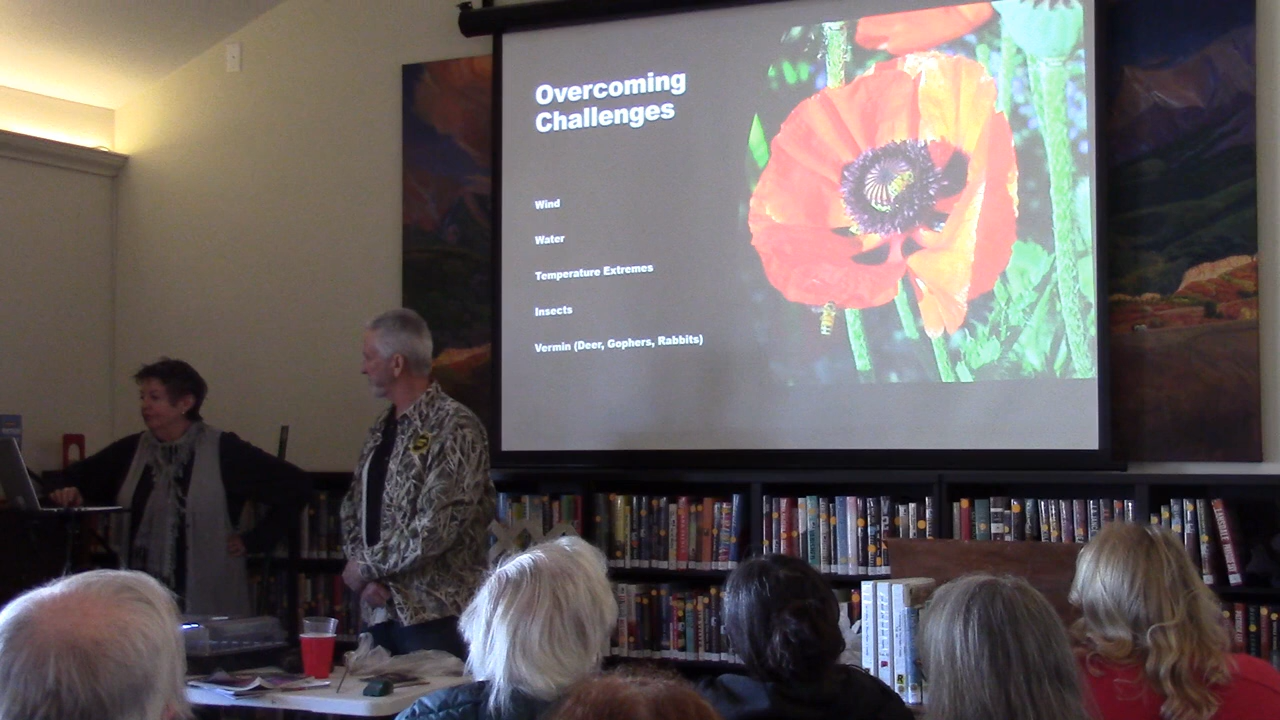 Overcoming
Challenges
Wind
Water
Temperature Extremes
Insects
Vermin (Deer, Gophers, Rabbits)